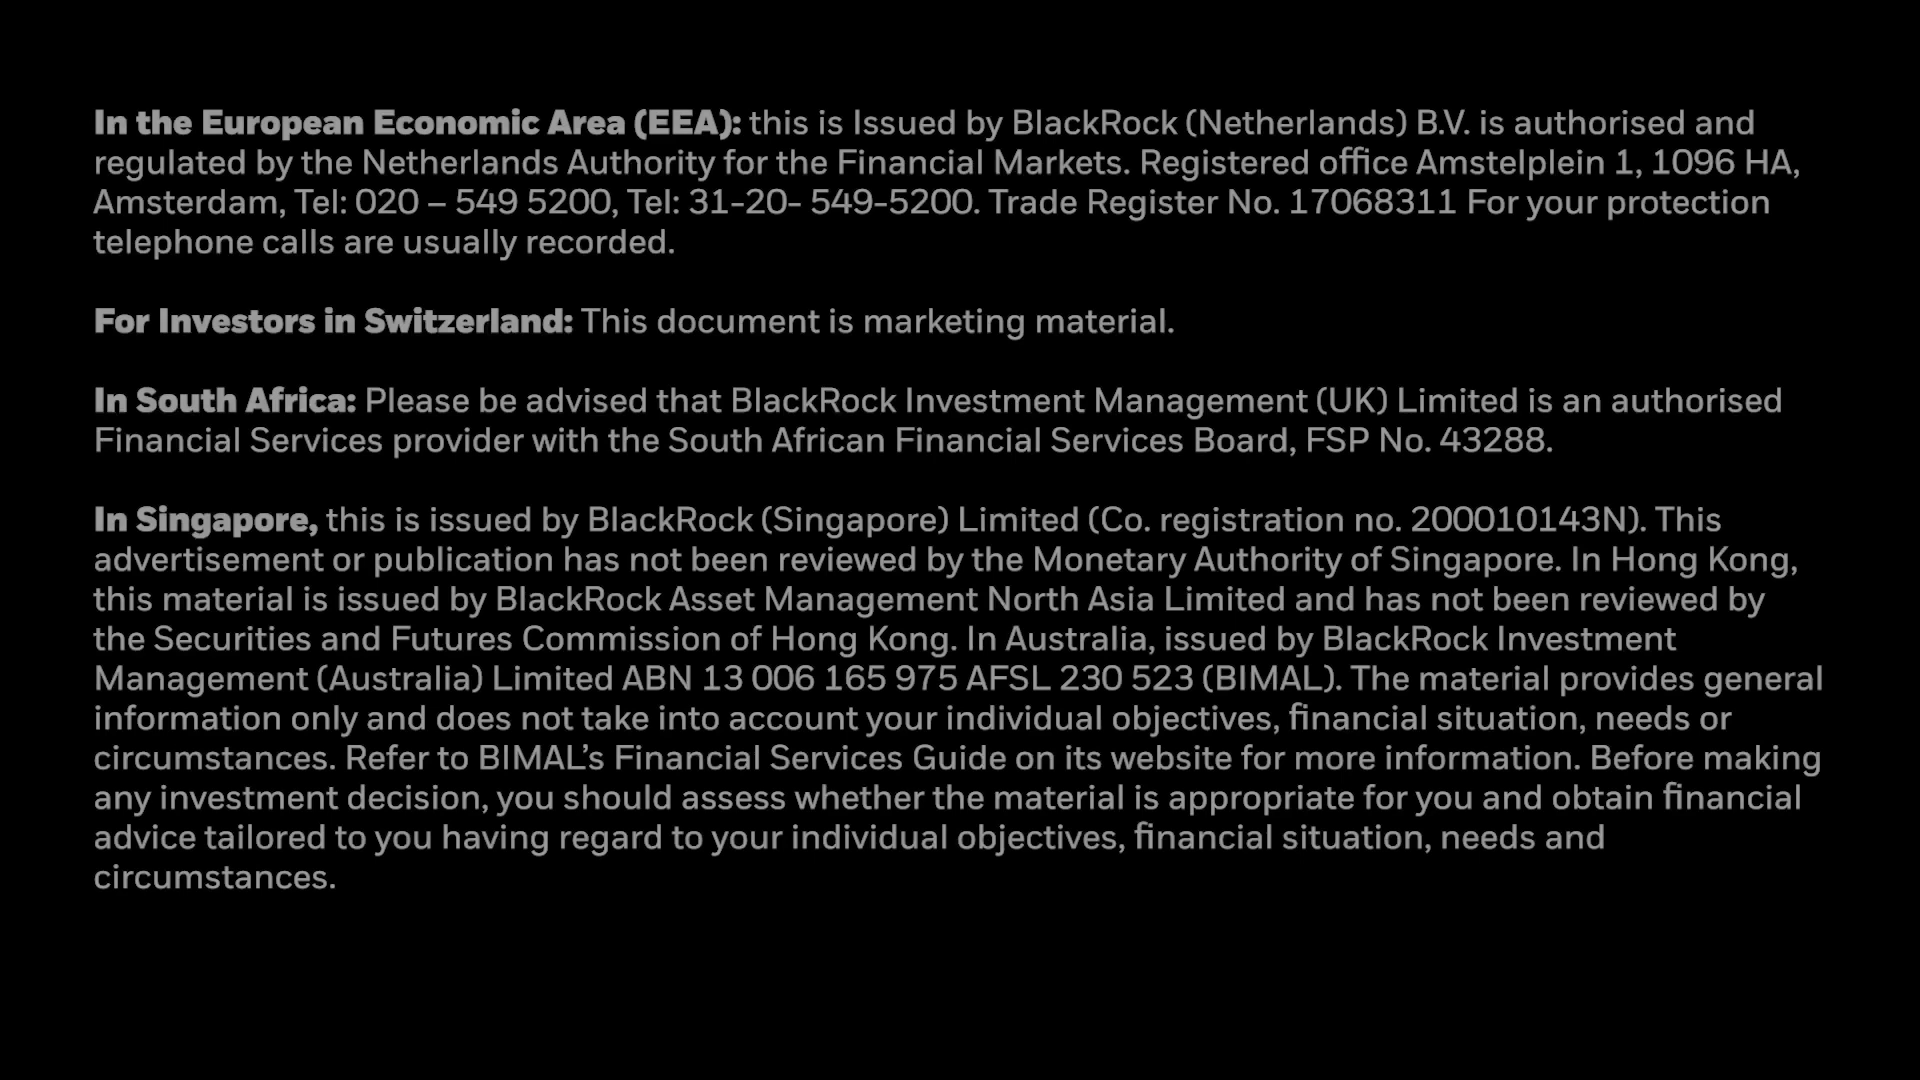 In the European Economic Area (EEA): this is Issued by BlackRock (Netherlands) B.V. is authorised and
regulated by the Netherlands Authority for the Financial Markets. Registered office Amstelplein 1, 1096 HA,
Amsterdam, Tel: 020 – 549 5200, Tel: 31-20- 549-5200. Trade Register No. 17068311 For your protection
telephone calls are usually recorded.
For Investors in Switzerland: This document is marketing material.
In South Africa: Please be advised that BlackRock Investment Management (UK) Limited is an authorised
Financial Services provider with the South African Financial Services Board, FSP No. 43288.
In Singapore, this is issued by BlackRock (Singapore) Limited (Co. registration no. 200010143N). This
advertisement or publication has not been reviewed by the Monetary Authority of Singapore. In Hong Kong,
this material is issued by BlackRock Asset Management North Asia Limited and has not been reviewed by
the Securities and Futures Commission of Hong Kong. In Australia, issued by BlackRock Investment
Management (Australia) Limited ABN 13 006 165 975 AFSL 230 523 (BIMAL). The material provides general
information only and does not take into account your individual objectives, financial situation, needs or
circumstances. Refer to BIMAL’s Financial Services Guide on its website for more information. Before making
any investment decision, you should assess whether the material is appropriate for you and obtain financial
advice tailored to you having regard to your individual objectives, financial situation, needs and
circumstances.